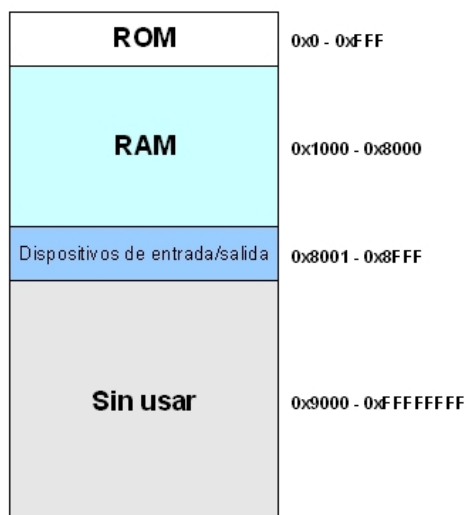 ROM 0x0 - 0xFFF
RAM 0x1000 - 0x8000
Dispositivos de entrada/salida 0x8001 - 0x8FFF
Sin usar 0x9000 - 0xFFFFFFFF